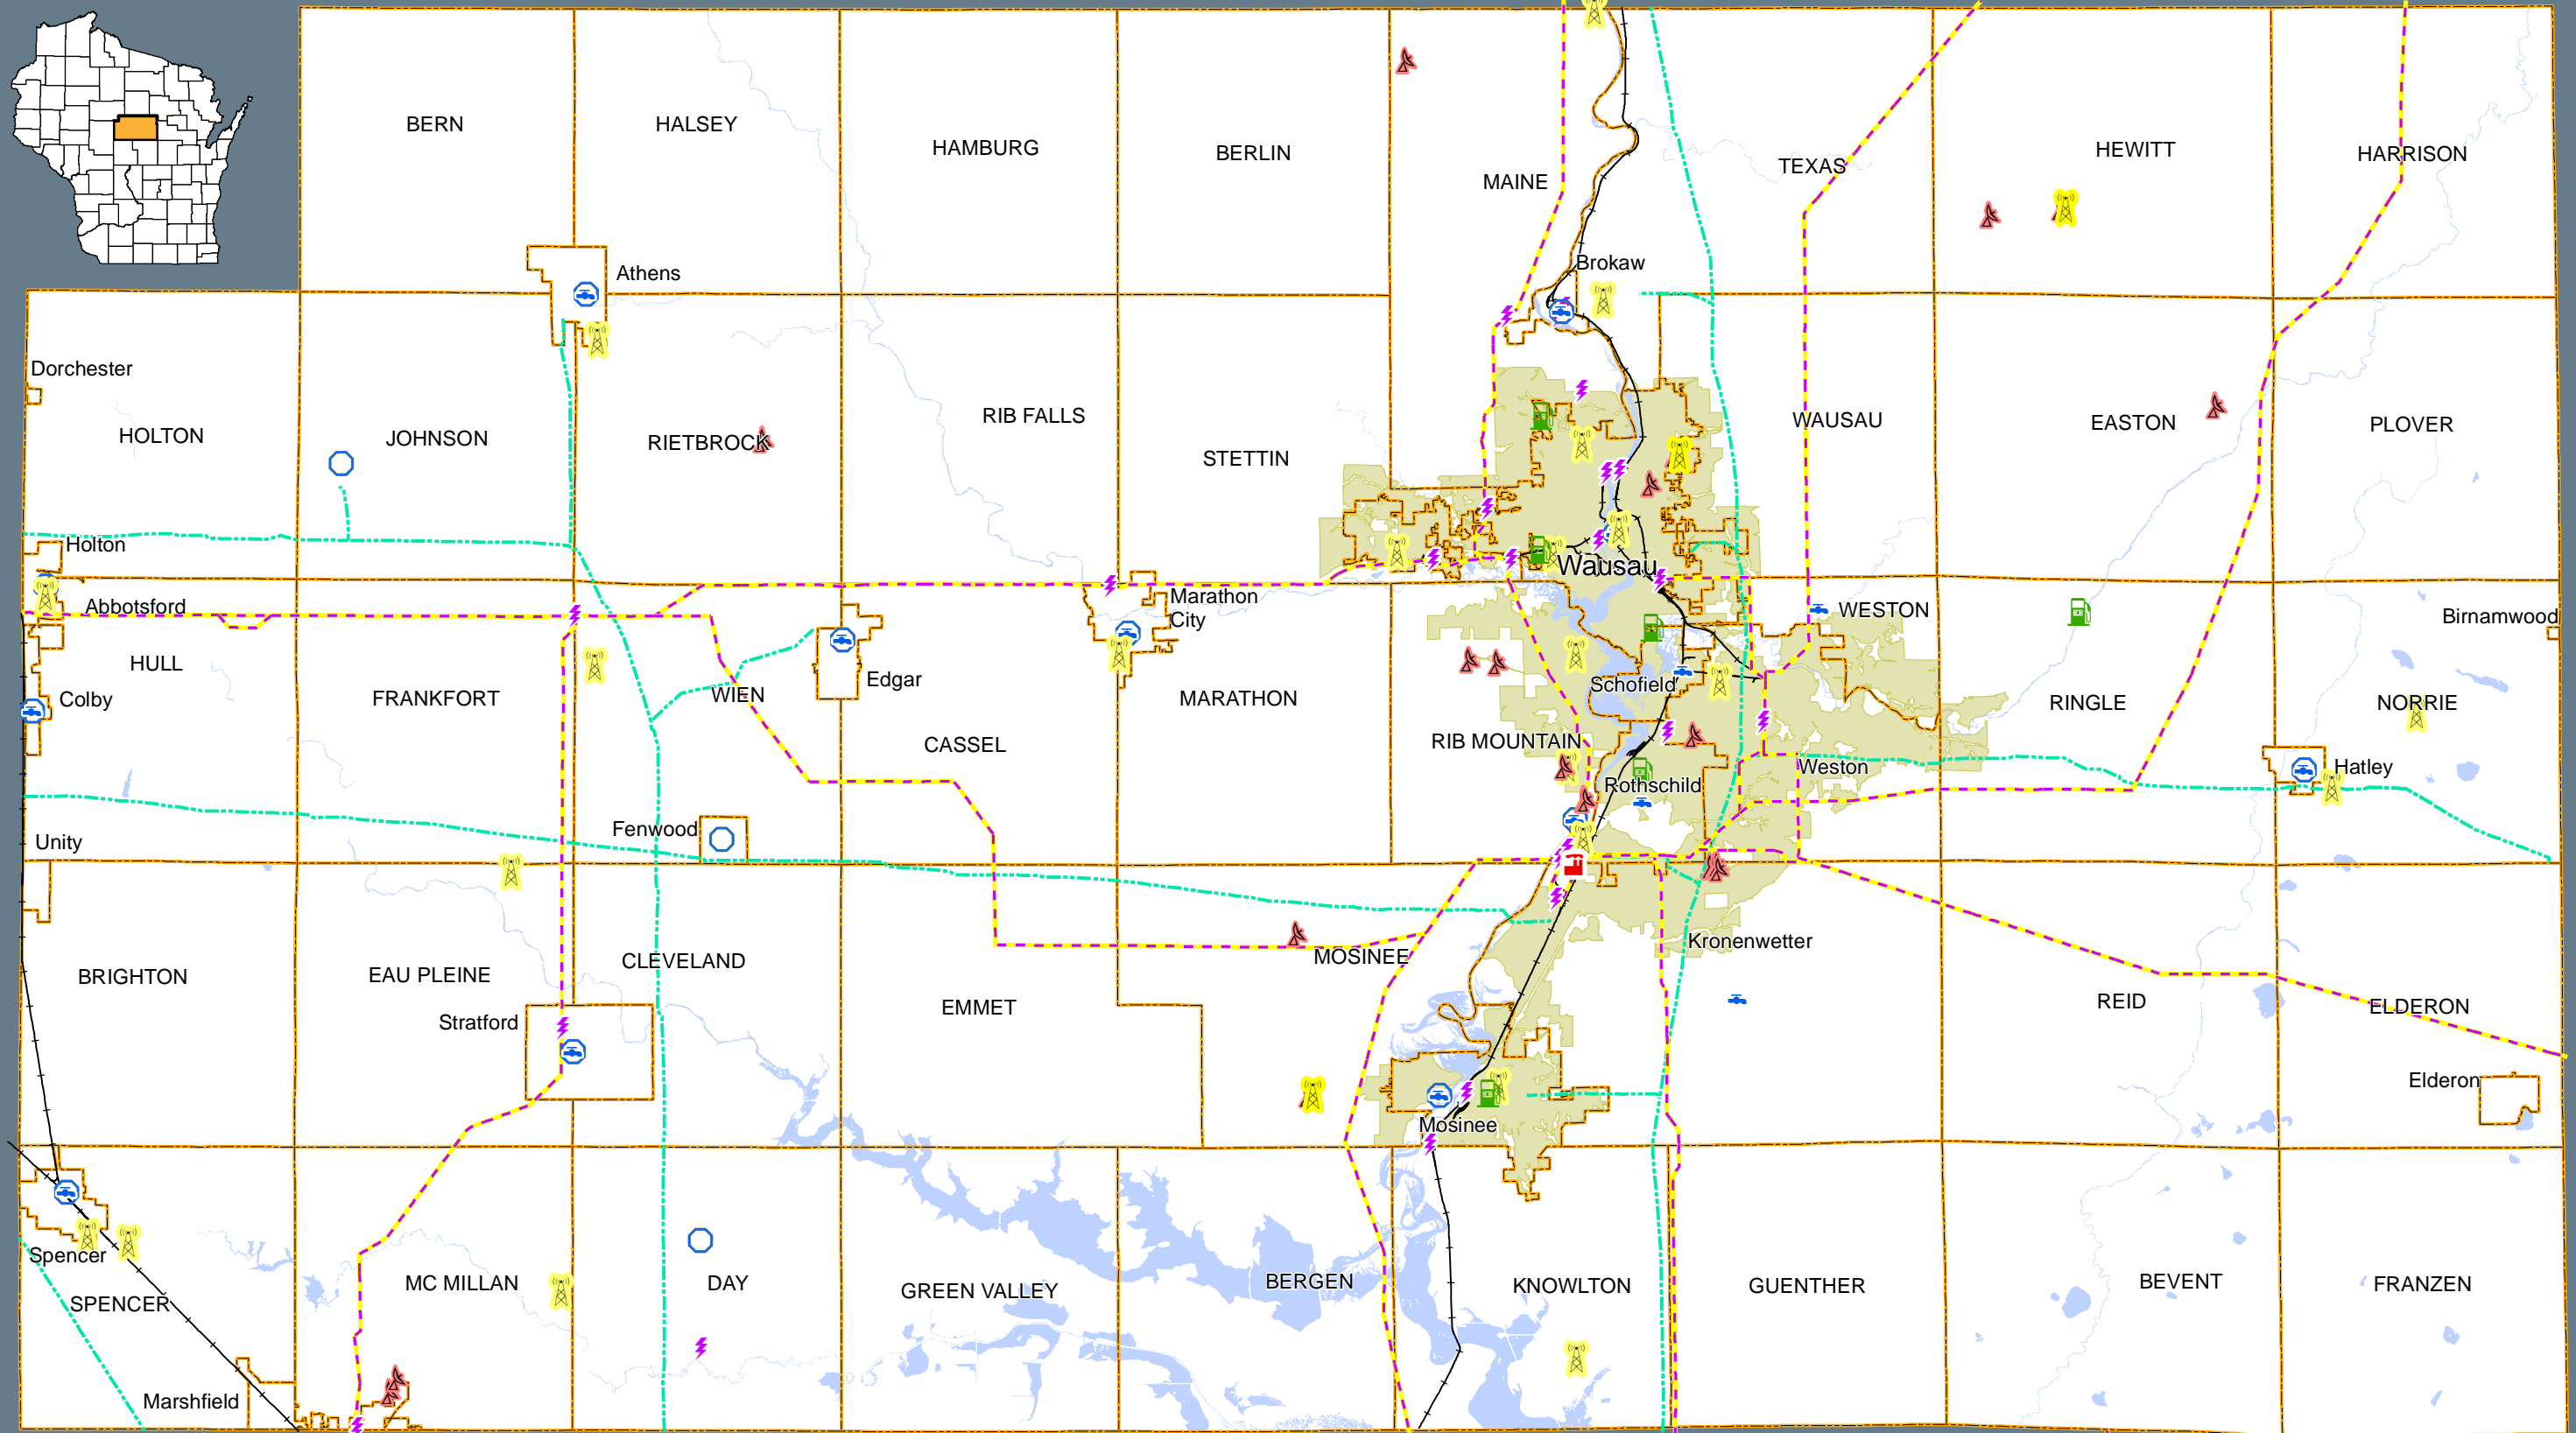 BERN
HALSEY
HAMBURG
BERLIN
MAINE
TEXAS
HEWITT
HARRISON
Athens
Brokaw
Dorchester
HOLTON
JOHNSON
RIETBROCK
RIB FALLS
STETTIN
WAUSAU
EASTON
PLOVER
Holton
Wausau
Abbotsford
Marathon
City
WESTON
Birnamwood
HULL
Colby
FRANKFORT
WIEN
Edgar
CASSEL
MARATHON
RIB MOUNTAIN
Schofield
Rothschild
Weston
RINGLE
NORRIE
Hatley
Unity
Fenwood
BRIGHTON
EAU PLEINE
CLEVELAND
Stratford
EMMET
MOSINEE
Kronenwetter
REID
ELDERON
Elderon
Mosinee
Spencer
SPENCER
MC MILLAN
DAY
GREEN VALLEY
BERGEN
KNOWLTON
GUENTHER
BEVENT
FRANZEN
Marshfield